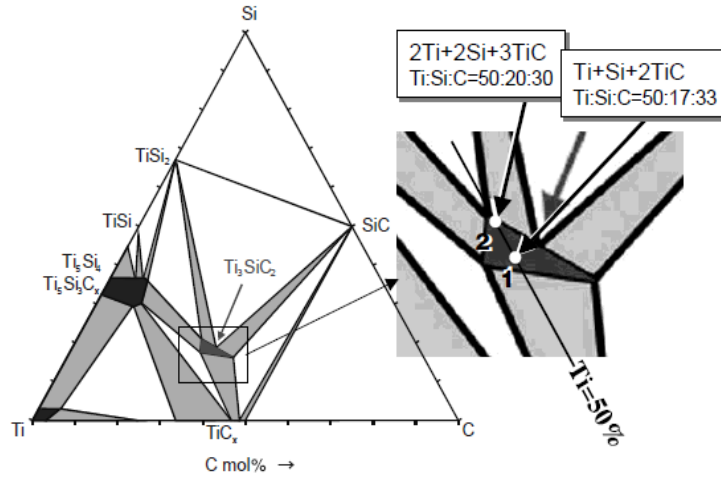 Si
2Ti+2Si+3TiC
Ti:Si:C=50:20:30
Ti+Si+2TiC
Ti:Si:C=50:17:33
TiSi₂
TiSi
SiC
Ti₅Si₄
Ti₅Si₃Cₓ
Ti₃SiC₂
2
1
Ti=50%
Ti
TiCₓ
C
C mol% →